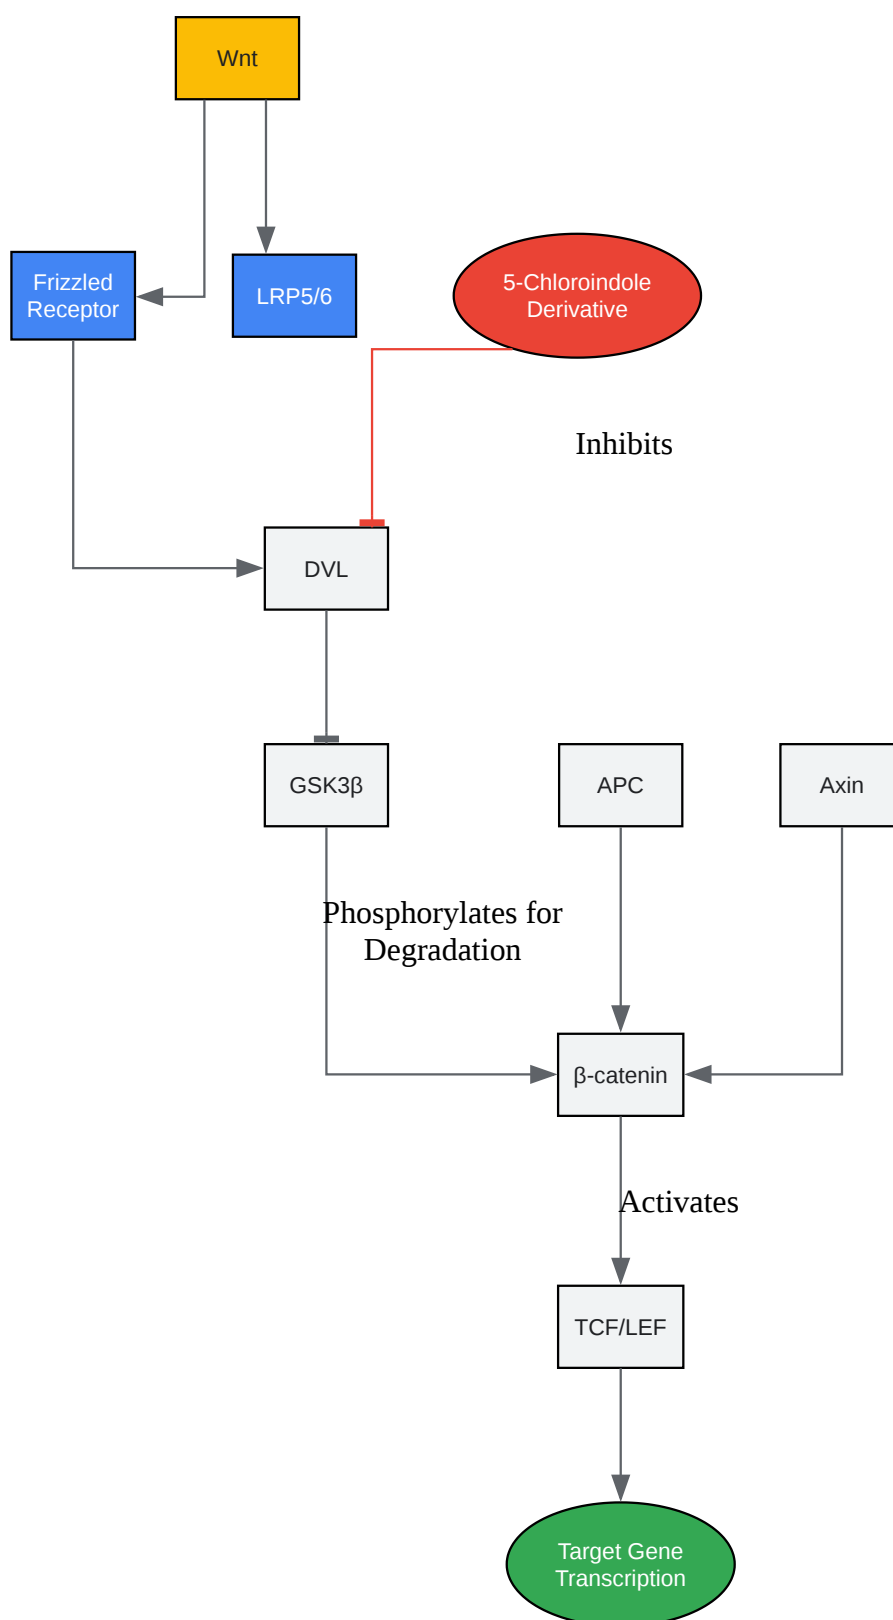 Wnt
Frizzled
Receptor
LRP5/6
5-Chloroindole
Derivative
Inhibits
DVL
GSK3β
APC
Axin
Phosphorylates for
Degradation
β-catenin
Activates
TCF/LEF
Target Gene
Transcription